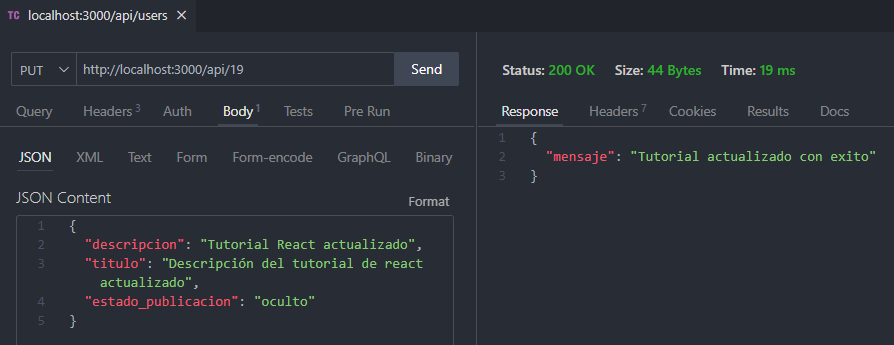 TC localhost:3000/api/users ×
PUT http://localhost:3000/api/19 Send
Query Headers 3 Auth Body 1 Tests Pre Run
JSON XML Text Form Form-encode GraphQL Binary
JSON Content Format
1 {
2 "descripcion": "Tutorial React actualizado",
3 "titulo": "Descripción del tutorial de react
actualizado",
4 "estado_publicacion": "oculto"
5 }
Status: 200 OK Size: 44 Bytes Time: 19 ms
Response Headers 7 Cookies Results Docs
1 {
2 "mensaje": "Tutorial actualizado con exito"
3 }